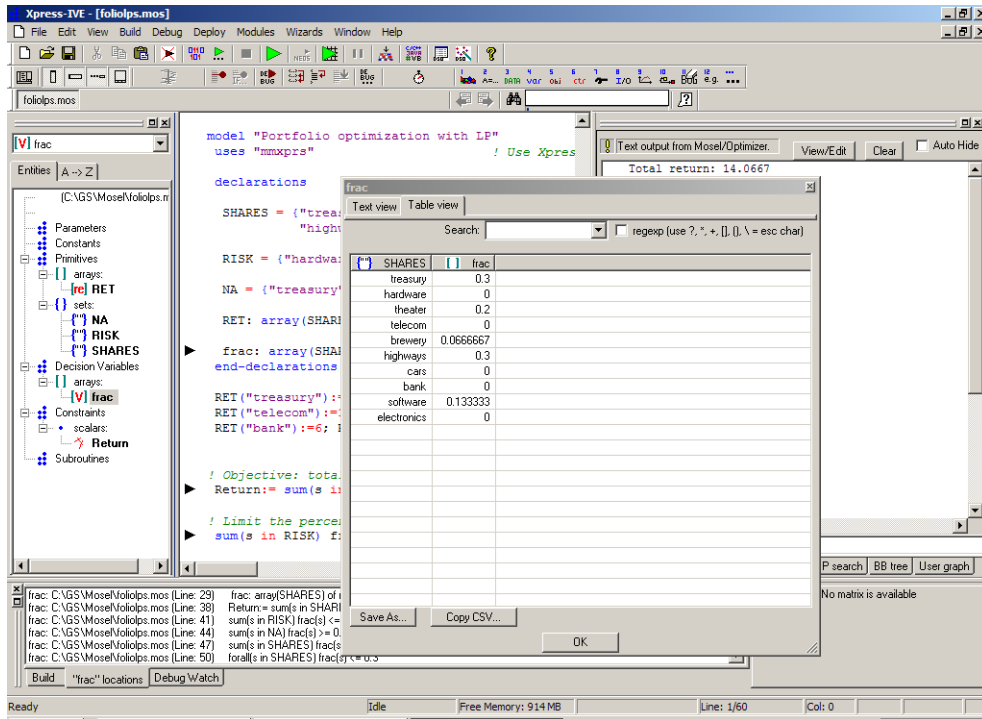 Xpress-IVE - [foliolps.mos]
File Edit View Build Debug Deploy Modules Wizards Window Help
foliolps.mos
[V] frac
Entities A --> Z
(C:\GS\Mosel\foliolps.m
Parameters
Constants
Primitives
[ ] arrays:
[re] RET
{ } sets:
{""} NA
{""} RISK
{""} SHARES
Decision Variables
[ ] arrays:
[V] frac
Constraints
scalars:
Return
Subroutines
model "Portfolio optimization with LP"
uses "mmxprs" ! Use Xpres
declarations
SHARES = {"treas
"highw
RISK = {"hardwa
NA = {"treasury"
RET: array(SHAR
frac: array(SHA
end-declarations
RET("treasury"):=
RET("telecom"):=
RET("bank"):=6;
! Objective: tota
Return:= sum(s in
! Limit the perce
sum(s in RISK) f
Text output from Mosel/Optimizer. View/Edit Clear Auto Hide
Total return: 14.0667
frac
Text view Table view
Search: regexp (use ?, *, +, [], (), \ = esc char)
{""} SHARES [ ] frac
treasury 0.3
hardware 0
theater 0.2
telecom 0
brewery 0.0666667
highways 0.3
cars 0
bank 0
software 0.133333
electronics 0
Save As... Copy CSV...
OK
P search BB tree User graph
No matrix is available
frac: C:\GS\Mosel\foliolps.mos (Line: 29) frac: array(SHARES) of
frac: C:\GS\Mosel\foliolps.mos (Line: 38) Return:= sum(s in SHAR
frac: C:\GS\Mosel\foliolps.mos (Line: 41) sum(s in RISK) frac(s) <=
frac: C:\GS\Mosel\foliolps.mos (Line: 44) sum(s in NA) frac(s) >= 0.
frac: C:\GS\Mosel\foliolps.mos (Line: 47) sum(s in SHARES) frac(s
frac: C:\GS\Mosel\foliolps.mos (Line: 50) forall(s in SHARES) frac(s) <= 0.3
Build "frac" locations Debug Watch
Ready Idle Free Memory: 914 MB Line: 1/60 Col: 0